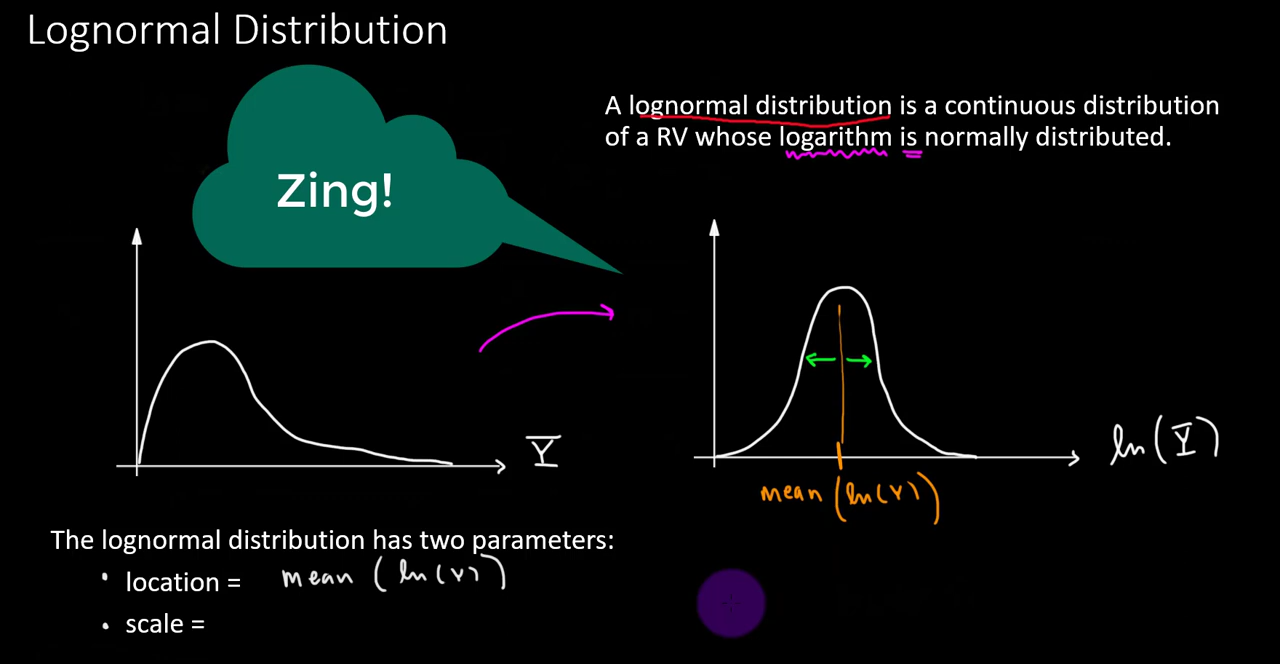 Lognormal Distribution
Zing!
A lognormal distribution is a continuous distribution
of a RV whose logarithm is normally distributed.
Y
ln(Y)
mean (ln(Y))
The lognormal distribution has two parameters:
• location = mean (ln(Y))
• scale =